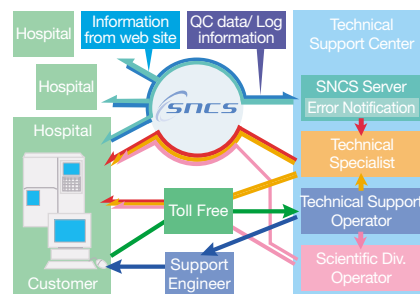 Hospital
Information
from web site
QC data/ Log
information
Technical
Support Center
Hospital
SNCS
SNCS Server
Error Notification
Hospital
Technical
Specialist
Toll Free
Technical Support
Operator
Support
Engineer
Scientific Div.
Operator
Customer